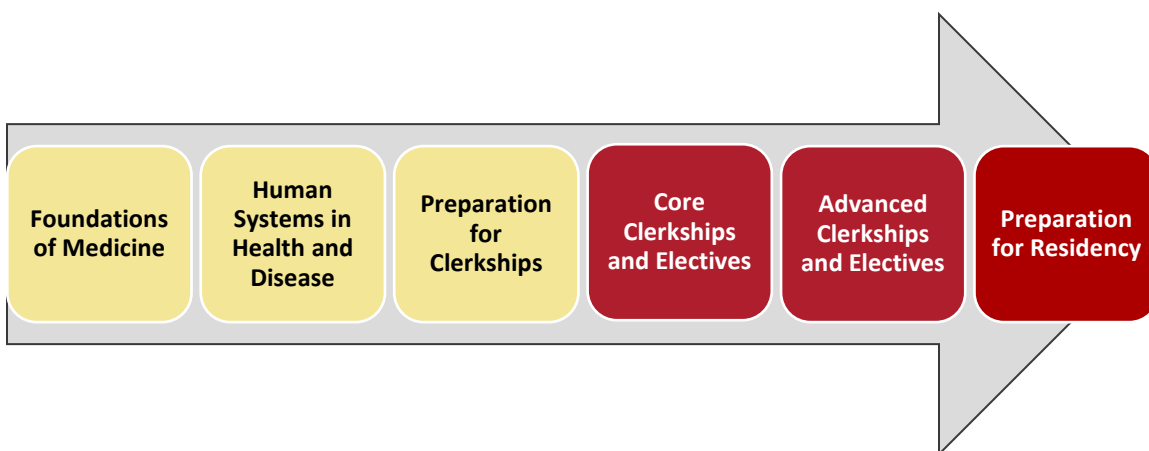 Foundations
of Medicine
Human
Systems in
Health and
Disease
Preparation
for
Clerkships
Core
Clerkships
and Electives
Advanced
Clerkships
and Electives
Preparation
for Residency